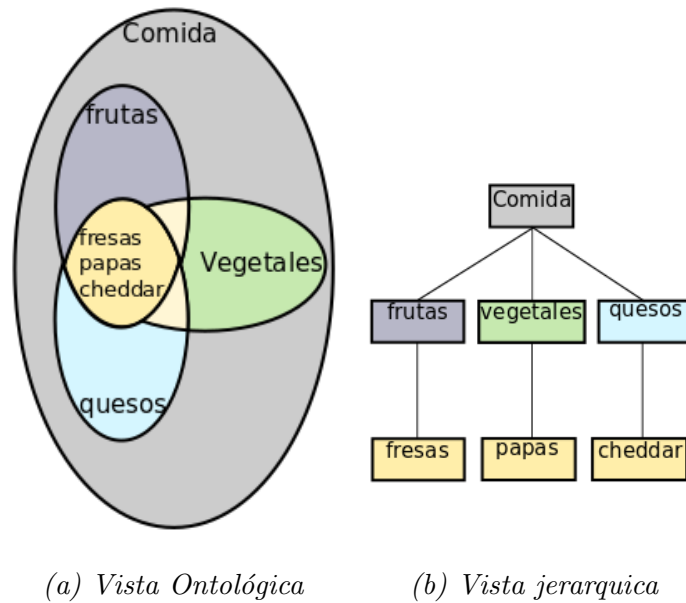 Comida
frutas
fresas
papas
cheddar
Vegetales
quesos
Comida
frutas
vegetales
quesos
fresas
papas
cheddar
(a) Vista Ontológica
(b) Vista jerarquica